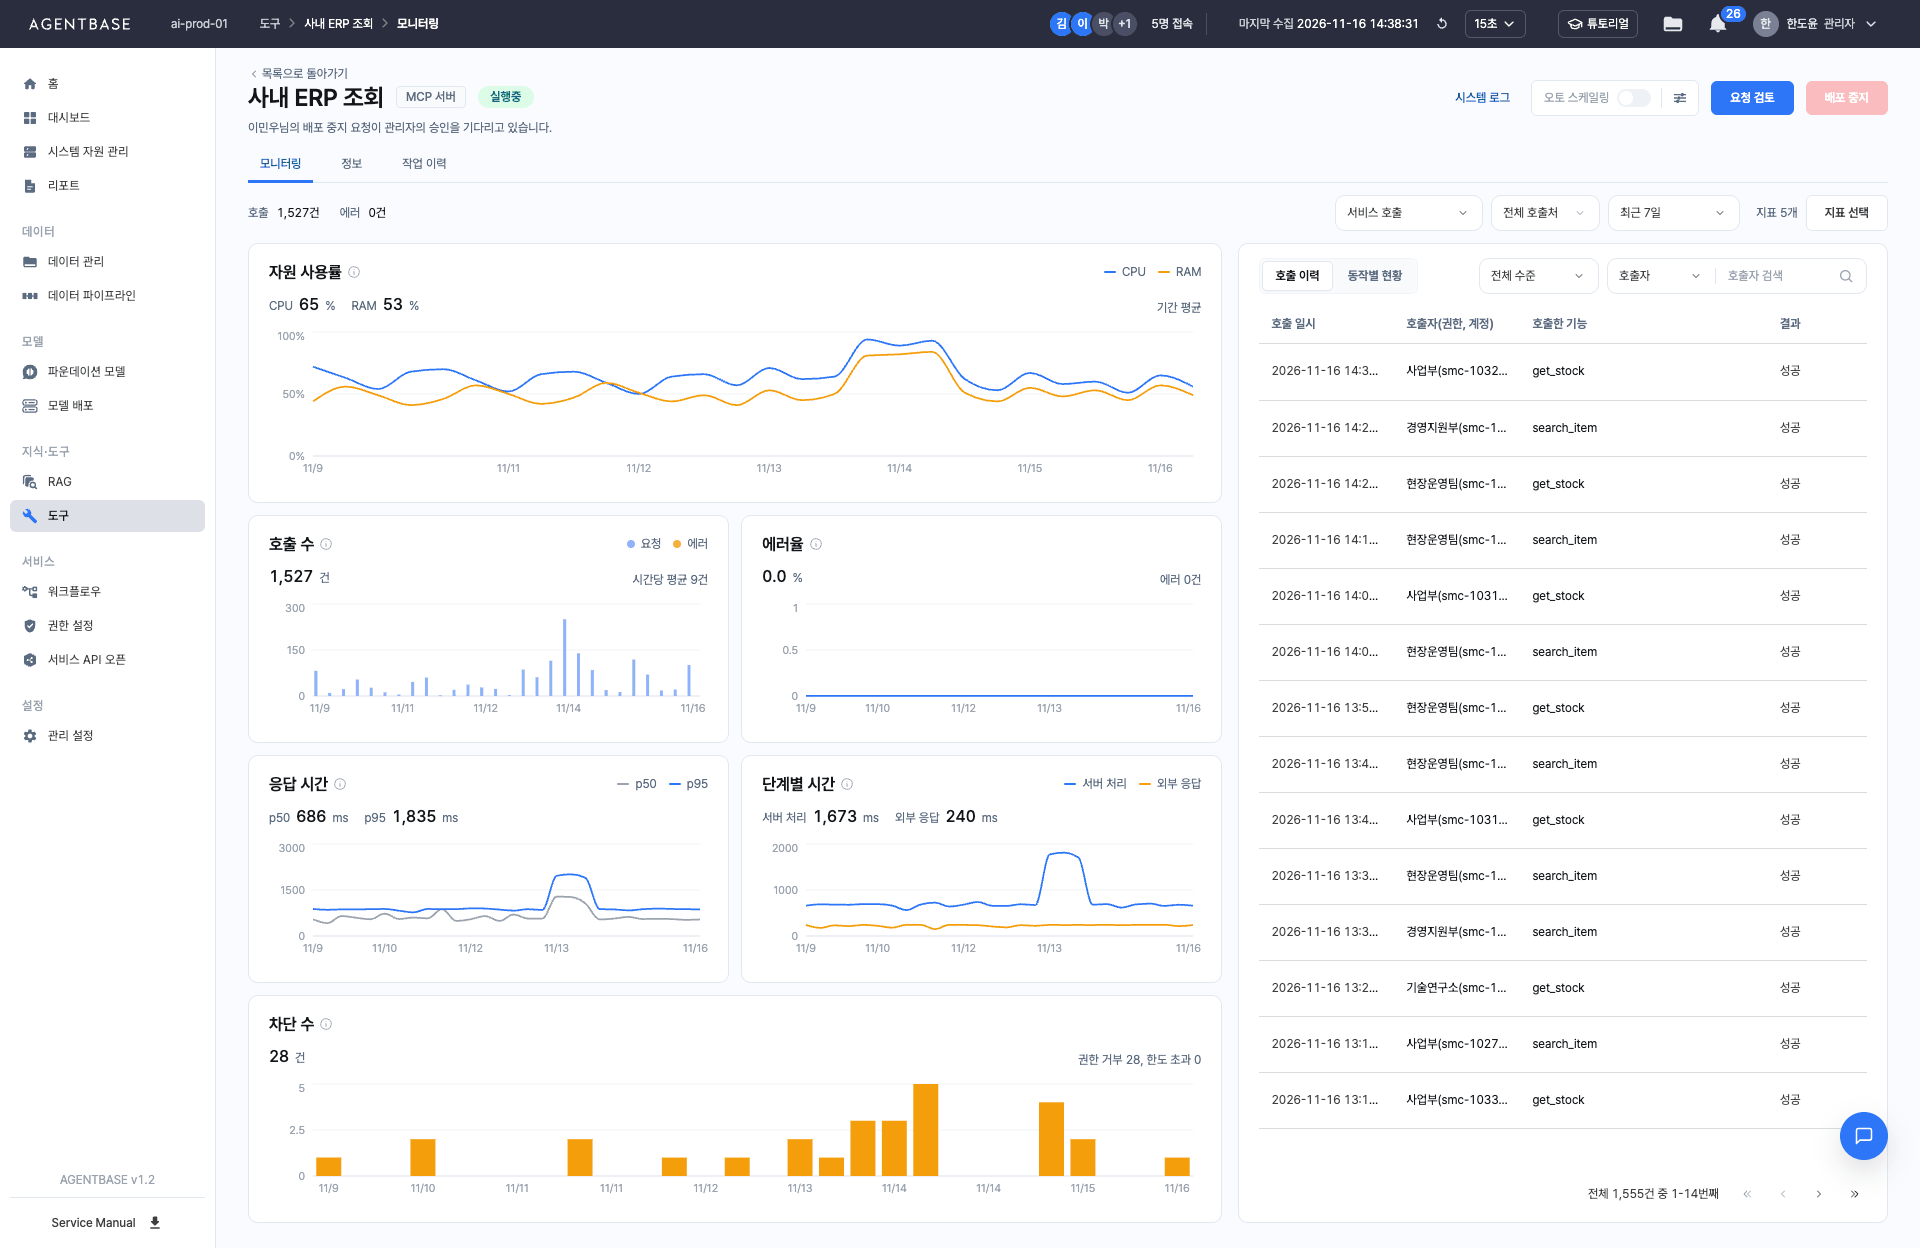 AGENTBASE
ai-prod-01
도구 > 사내 ERP 조회 > 모니터링
김 이 박 +1 5명 접속
마지막 수집 2026-11-16 14:38:31
15초
튜토리얼
26
한 한도윤 관리자
홈
대시보드
시스템 자원 관리
리포트
데이터
데이터 관리
데이터 파이프라인
모델
파운데이션 모델
모델 배포
지식·도구
RAG
도구
서비스
워크플로우
권한 설정
서비스 API 오픈
설정
관리 설정
AGENTBASE v1.2
Service Manual
목록으로 돌아가기
사내 ERP 조회 MCP 서버 실행중
이민우님의 배포 중지 요청이 관리자의 승인을 기다리고 있습니다.
시스템 로그
오토 스케일링
요청 검토
배포 중지
모니터링 정보 작업 이력
호출 1,527건 에러 0건
서비스 호출
전체 호출처
최근 7일
지표 5개
지표 선택
자원 사용률
CPU RAM
CPU 65 % RAM 53 %
기간 평균
100%
50%
0%
11/9 11/11 11/12 11/13 11/14 11/15 11/16
호출 수
요청 에러
1,527 건
시간당 평균 9건
300
150
0
11/9 11/11 11/12 11/14 11/16
에러율
0.0 %
에러 0건
1
0.5
0
11/9 11/10 11/12 11/13 11/16
응답 시간
p50 p95
p50 686 ms p95 1,835 ms
3000
1500
0
11/9 11/10 11/12 11/13 11/16
단계별 시간
서버 처리 외부 응답
서버 처리 1,673 ms 외부 응답 240 ms
2000
1000
0
11/9 11/10 11/12 11/13 11/16
차단 수
28 건
권한 거부 28, 한도 초과 0
5
2.5
0
11/9 11/10 11/11 11/11 11/12 11/13 11/14 11/14 11/15 11/16
호출 이력 동작별 현황
전체 수준
호출자
호출자 검색
호출 일시 호출자(권한, 계정) 호출한 기능 결과
2026-11-16 14:3... 사업부(smc-1032... get_stock 성공
2026-11-16 14:2... 경영지원부(smc-1... search_item 성공
2026-11-16 14:2... 현장운영팀(smc-1... get_stock 성공
2026-11-16 14:1... 현장운영팀(smc-1... search_item 성공
2026-11-16 14:0... 사업부(smc-1031... get_stock 성공
2026-11-16 14:0... 현장운영팀(smc-1... search_item 성공
2026-11-16 13:5... 현장운영팀(smc-1... get_stock 성공
2026-11-16 13:4... 현장운영팀(smc-1... search_item 성공
2026-11-16 13:4... 사업부(smc-1031... get_stock 성공
2026-11-16 13:3... 현장운영팀(smc-1... search_item 성공
2026-11-16 13:3... 경영지원부(smc-1... search_item 성공
2026-11-16 13:2... 기술연구소(smc-1... get_stock 성공
2026-11-16 13:1... 사업부(smc-1027... search_item 성공
2026-11-16 13:1... 사업부(smc-1033... get_stock 성공
전체 1,555건 중 1-14번째